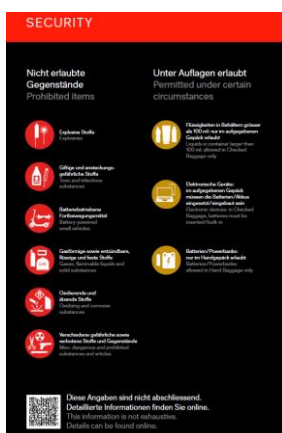 SECURITY
Nicht erlaubte
Gegenstände
Prohibited items
Explosive Stoffe
Explosives
Giftige und ansteckungs-
gefährliche Stoffe
Toxic and infectious
substances
Batteriebetriebene
Fortbewegungsmittel
Battery-powered
small vehicles
Gasförmige sowie entzündbare,
flüssige und feste Stoffe
Gases, flammable liquids and
solid substances
Oxidierende und
ätzende Stoffe
Oxidizing and corrosive
substances
Verschiedene gefährliche sowie
verbotene Stoffe und Gegenstände
Misc. dangerous and prohibited
substances and articles
Unter Auflagen erlaubt
Permitted under certain
circumstances
Flüssigkeiten in Behältern grösser
als 100 ml: nur im aufgegebenen
Gepäck erlaubt
Liquids in container larger than
100 ml: allowed in Checked
Baggage only
Elektronische Geräte:
im aufgegebenen Gepäck
müssen die Batterien/Akkus
eingesetzt/eingebaut sein
Electronic devices: in Checked
Baggage, batteries must be
inserted/built-in
Batterien/Powerbanks:
nur im Handgepäck erlaubt
Batteries/Powerbanks:
allowed in Hand Baggage only
Diese Angaben sind nicht abschliessend.
Detaillierte Informationen finden Sie online.
This information is not exhaustive.
Details can be found online.